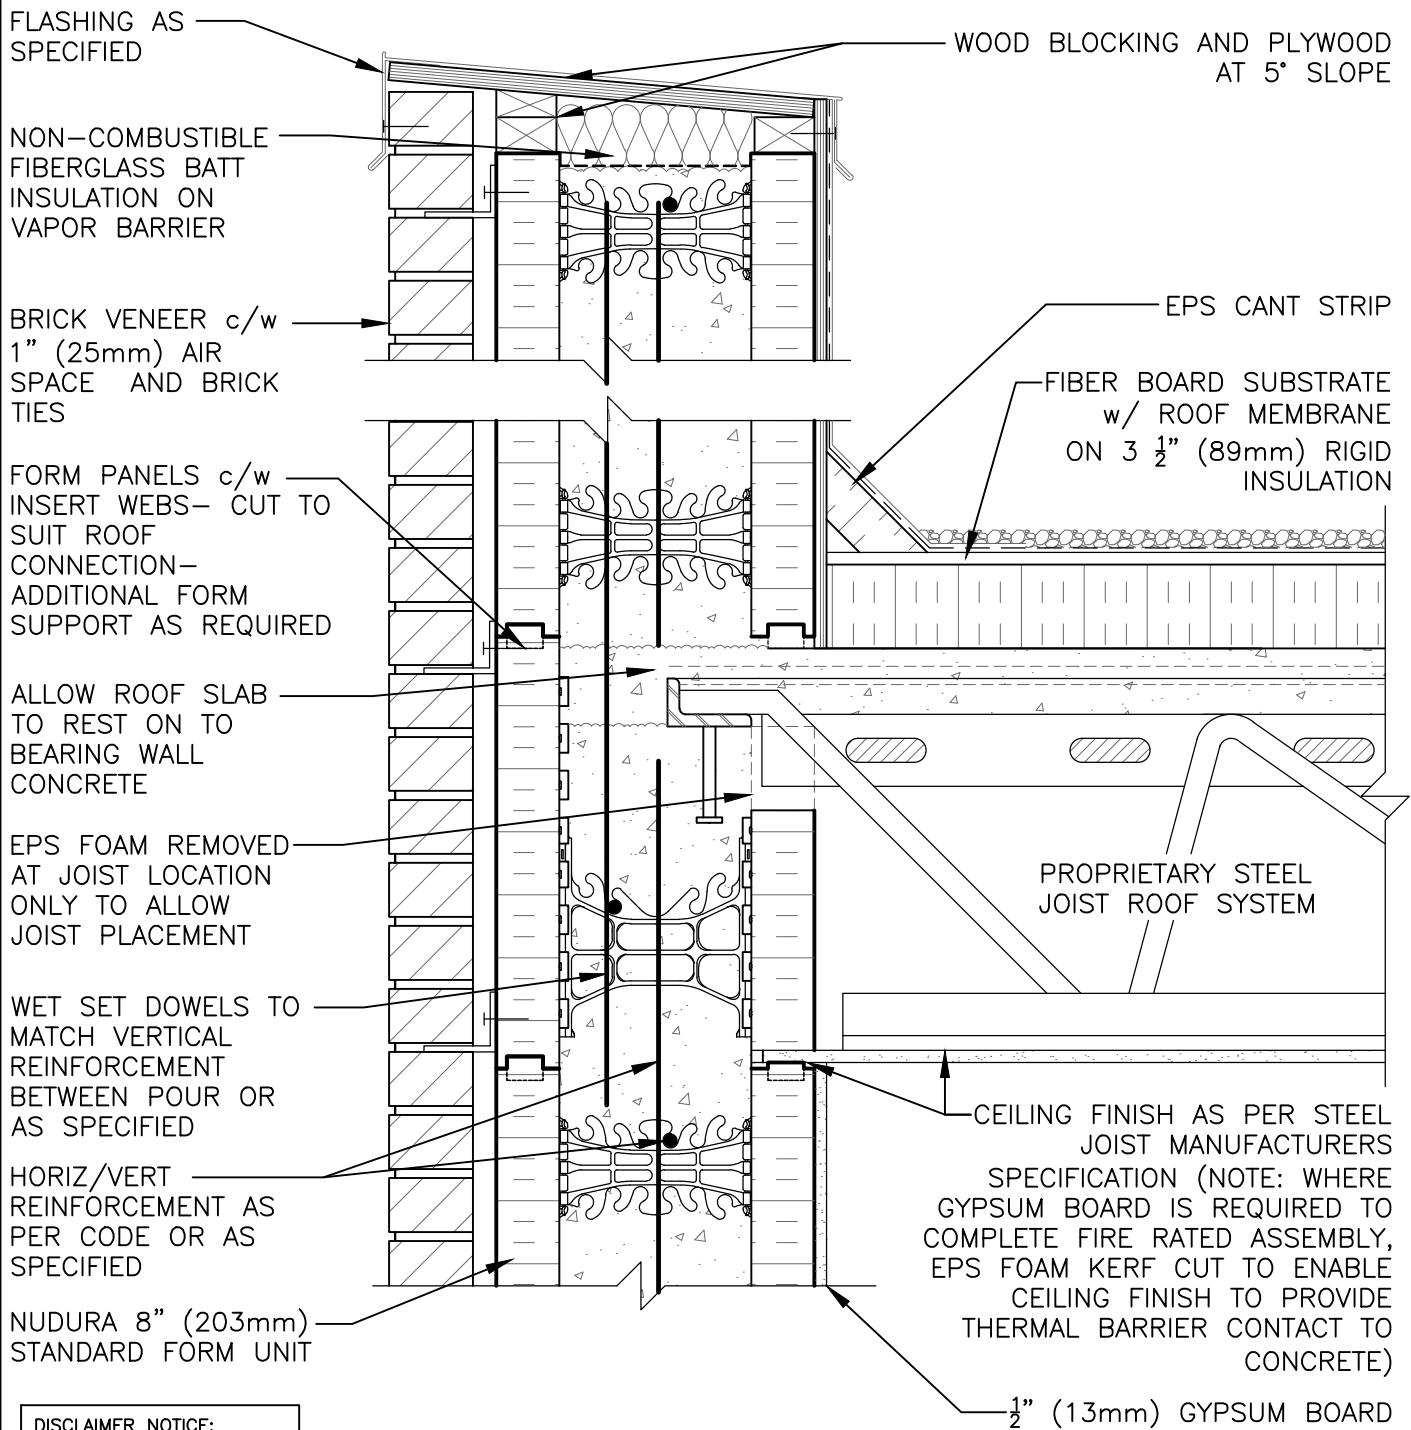 FLASHING AS
SPECIFIED
WOOD BLOCKING AND PLYWOOD
AT 5° SLOPE
NON-COMBUSTIBLE
FIBERGLASS BATT
INSULATION ON
VAPOR BARRIER
BRICK VENEER c/w
1" (25mm) AIR
SPACE AND BRICK
TIES
EPS CANT STRIP
FIBER BOARD SUBSTRATE
w/ ROOF MEMBRANE
ON 3 ½" (89mm) RIGID
INSULATION
FORM PANELS c/w
INSERT WEBS- CUT TO
SUIT ROOF
CONNECTION-
ADDITIONAL FORM
SUPPORT AS REQUIRED
ALLOW ROOF SLAB
TO REST ON TO
BEARING WALL
CONCRETE
EPS FOAM REMOVED
AT JOIST LOCATION
ONLY TO ALLOW
JOIST PLACEMENT
PROPRIETARY STEEL
JOIST ROOF SYSTEM
WET SET DOWELS TO
MATCH VERTICAL
REINFORCEMENT
BETWEEN POUR OR
AS SPECIFIED
HORIZ/VERT
REINFORCEMENT AS
PER CODE OR AS
SPECIFIED
NUDURA 8" (203mm)
STANDARD FORM UNIT
CEILING FINISH AS PER STEEL
JOIST MANUFACTURERS
SPECIFICATION (NOTE: WHERE
GYPSUM BOARD IS REQUIRED TO
COMPLETE FIRE RATED ASSEMBLY,
EPS FOAM KERF CUT TO ENABLE
CEILING FINISH TO PROVIDE
THERMAL BARRIER CONTACT TO
CONCRETE)
½" (13mm) GYPSUM BOARD
DISCLAIMER NOTICE: